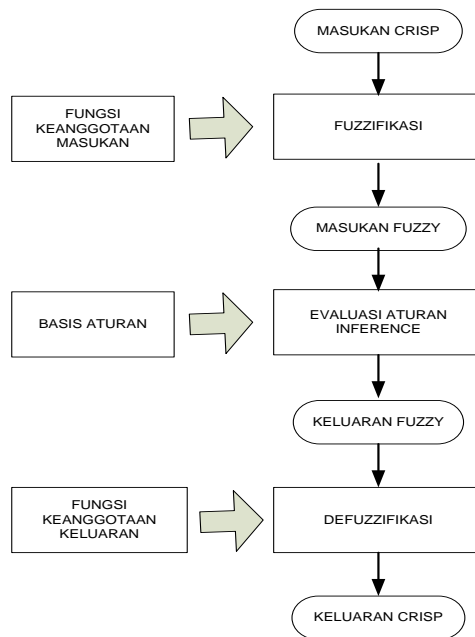 MASUKAN CRISP
FUNGSI
KEANGGOTAAN
MASUKAN
FUZZIFIKASI
MASUKAN FUZZY
BASIS ATURAN
EVALUASI ATURAN
INFERENCE
KELUARAN FUZZY
FUNGSI
KEANGGOTAAN
KELUARAN
DEFUZZIFIKASI
KELUARAN CRISP